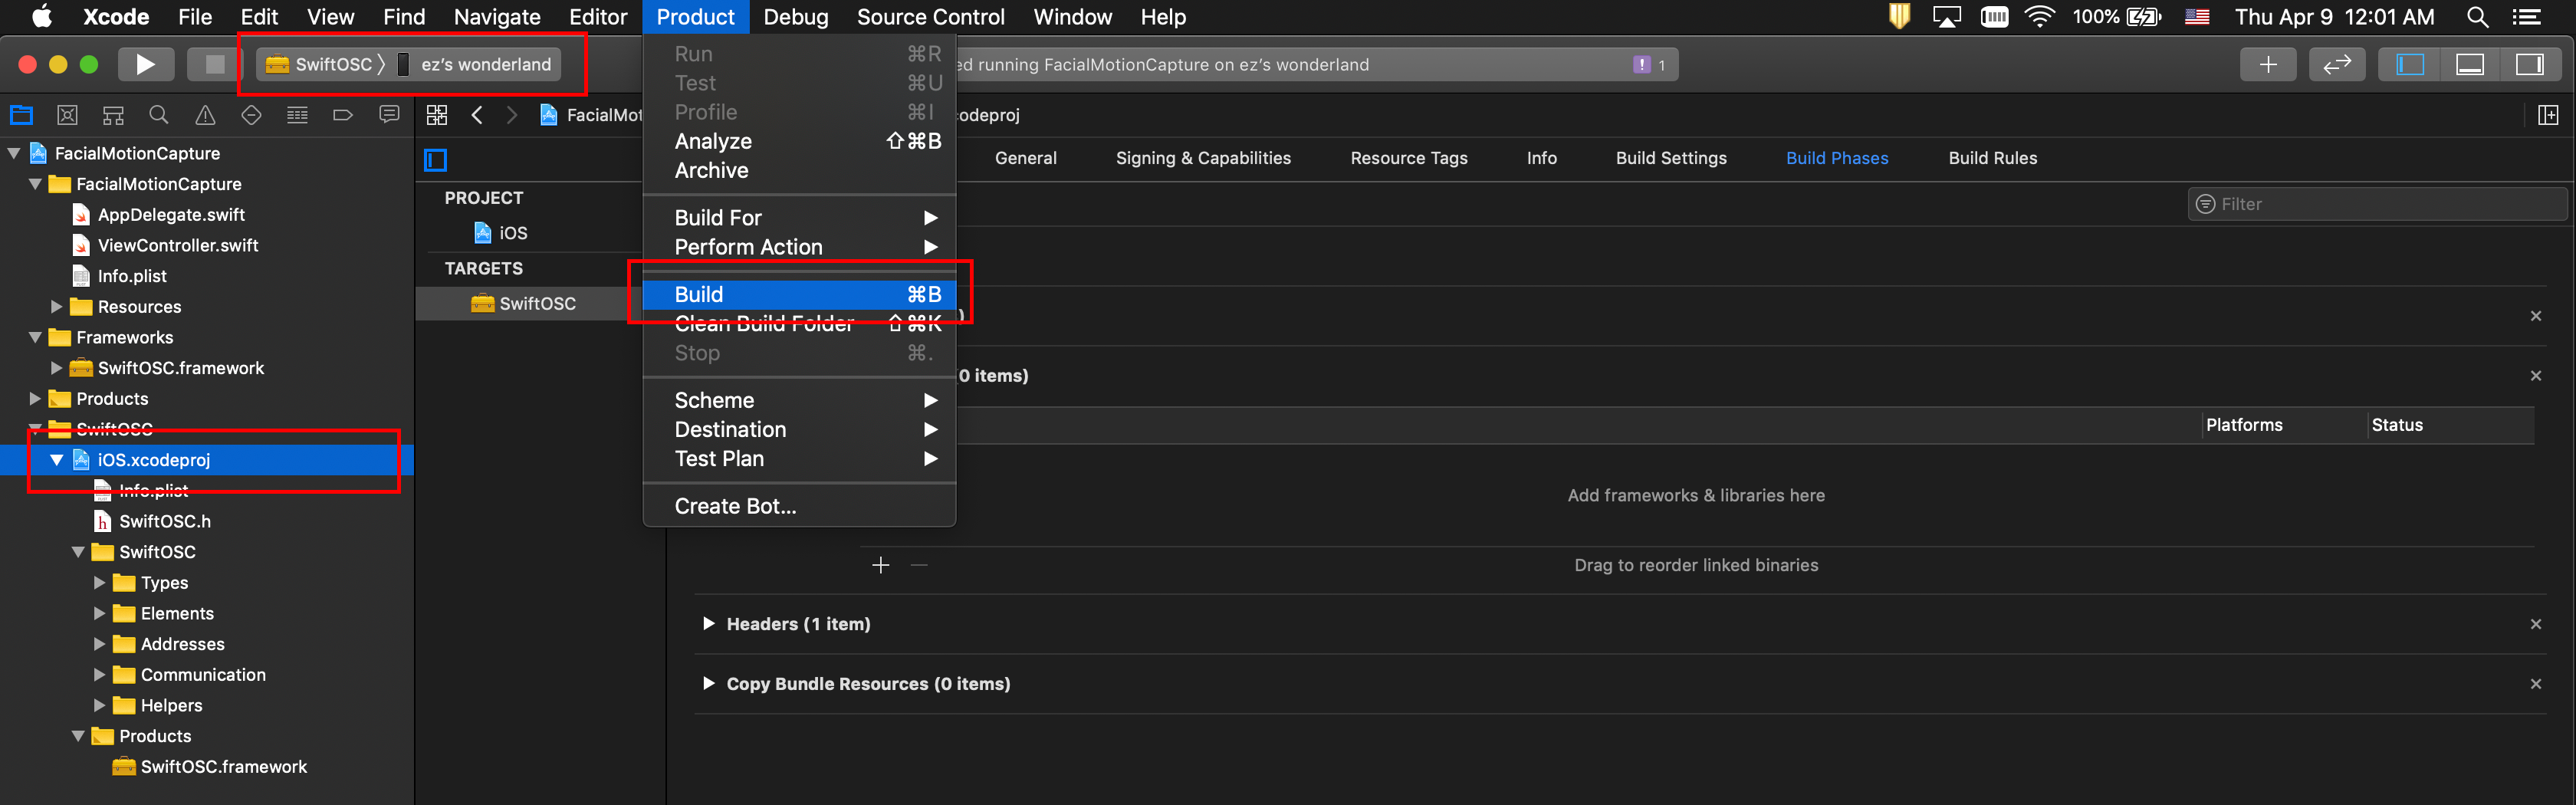 Xcode File Edit View Find Navigate Editor Product Debug Source Control Window Help 100% Thu Apr 9 12:01 AM
SwiftOSC ez's wonderland
ed running FacialMotionCapture on ez's wonderland 1
FacialMot
codeproj
FacialMotionCapture
FacialMotionCapture
AppDelegate.swift
ViewController.swift
Info.plist
Resources
Frameworks
SwiftOSC.framework
Products
SwiftOSC
iOS.xcodeproj
Info.plist
SwiftOSC.h
SwiftOSC
Types
Elements
Addresses
Communication
Helpers
Products
SwiftOSC.framework
PROJECT
iOS
TARGETS
SwiftOSC
Run ⌘R
Test ⌘U
Profile ⌘I
Analyze ⇧⌘B
Archive
Build For
Perform Action
Build ⌘B
Clean Build Folder ⇧⌘K
Stop ⌘.
Scheme
Destination
Test Plan
Create Bot...
General Signing & Capabilities Resource Tags Info Build Settings Build Phases Build Rules
Filter
)
0 items)
Platforms Status
Add frameworks & libraries here
Drag to reorder linked binaries
Headers (1 item)
Copy Bundle Resources (0 items)